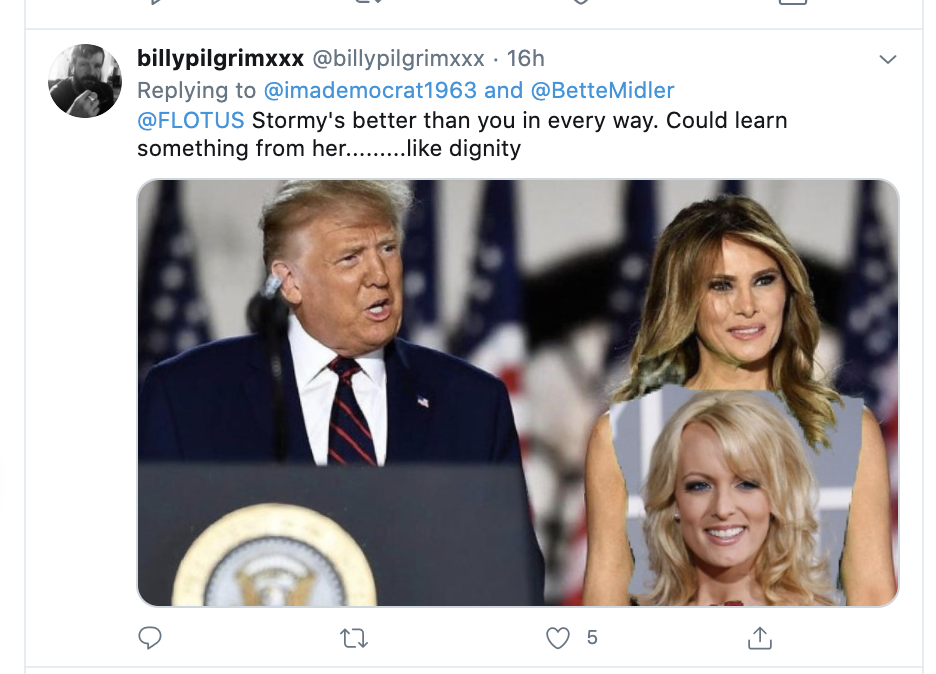 billypilgrimxxx @billypilgrimxxx · 16h
Replying to @imademocrat1963 and @BetteMidler
@FLOTUS Stormy's better than you in every way. Could learn
something from her.........like dignity
5